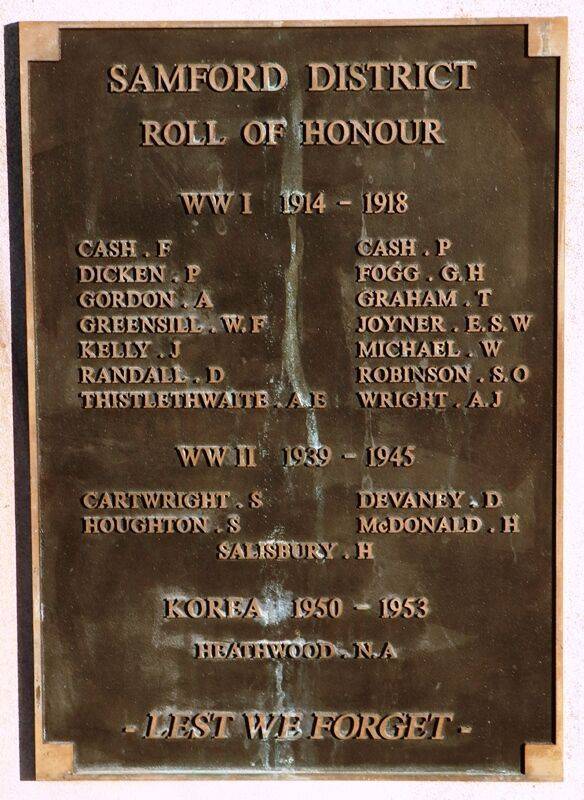 SAMFORD DISTRICT
ROLL OF HONOUR
WW I 1914 - 1918
CASH . F CASH . P
DICKEN . P FOGG . G. H
GORDON . A GRAHAM . T
GREENSILL . W. F JOYNER . E. S. W
KELLY . J MICHAEL . W
RANDALL . D ROBINSON . S. O
THISTLETHWAITE . A. E WRIGHT . A. J
WW II 1939 - 1945
CARTWRIGHT . S DEVANEY . D
HOUGHTON . S McDONALD . H
SALISBURY . H
KOREA 1950 - 1953
HEATHWOOD . N. A
- LEST WE FORGET -